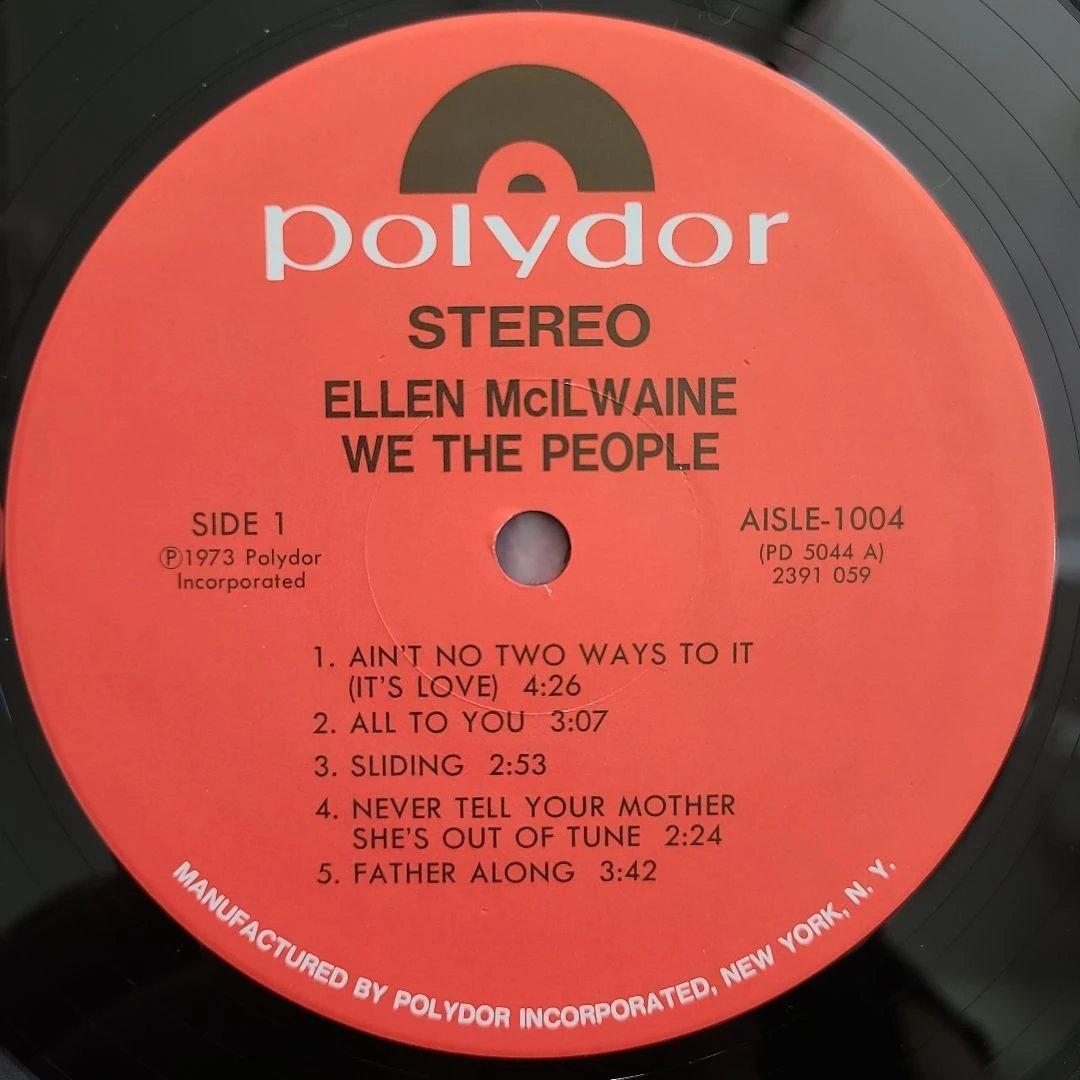 polydor
STEREO
ELLEN McILWAINE
WE THE PEOPLE
SIDE 1
Ⓟ1973 Polydor
Incorporated
AISLE-1004
(PD 5044 A)
2391 059
1. AIN'T NO TWO WAYS TO IT
(IT'S LOVE) 4:26
2. ALL TO YOU 3:07
3. SLIDING 2:53
4. NEVER TELL YOUR MOTHER
SHE'S OUT OF TUNE 2:24
5. FATHER ALONG 3:42
MANUFACTURED BY POLYDOR INCORPORATED, NEW YORK, N. Y.